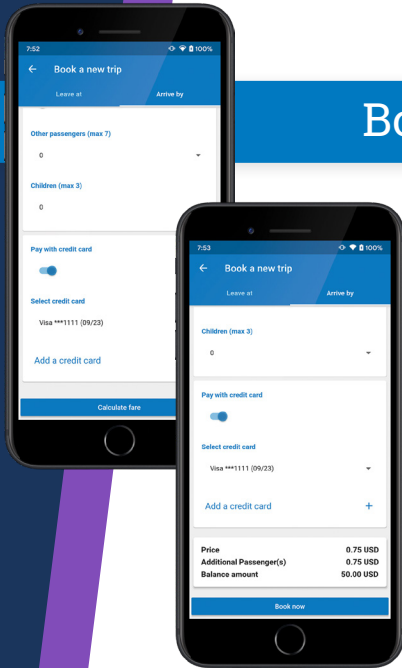 Bo
7:52
100%
Book a new trip
Leave at
Arrive by
Other passengers (max 7)
0
Children (max 3)
0
Pay with credit card
Select credit card
Visa ***1111 (09/23)
Add a credit card
Calculate fare
7:53
100%
Book a new trip
Leave at
Arrive by
Children (max 3)
0
Pay with credit card
Select credit card
Visa ***1111 (09/23)
Add a credit card +
Price 0.75 USD
Additional Passenger(s) 0.75 USD
Balance amount 50.00 USD
Book now